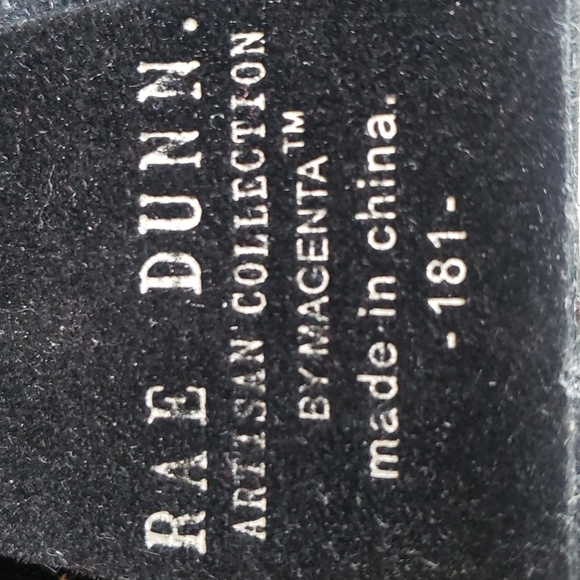 RAE DUNN.
ARTISAN COLLECTION
BY MAGENTA™
made in china.
-181-